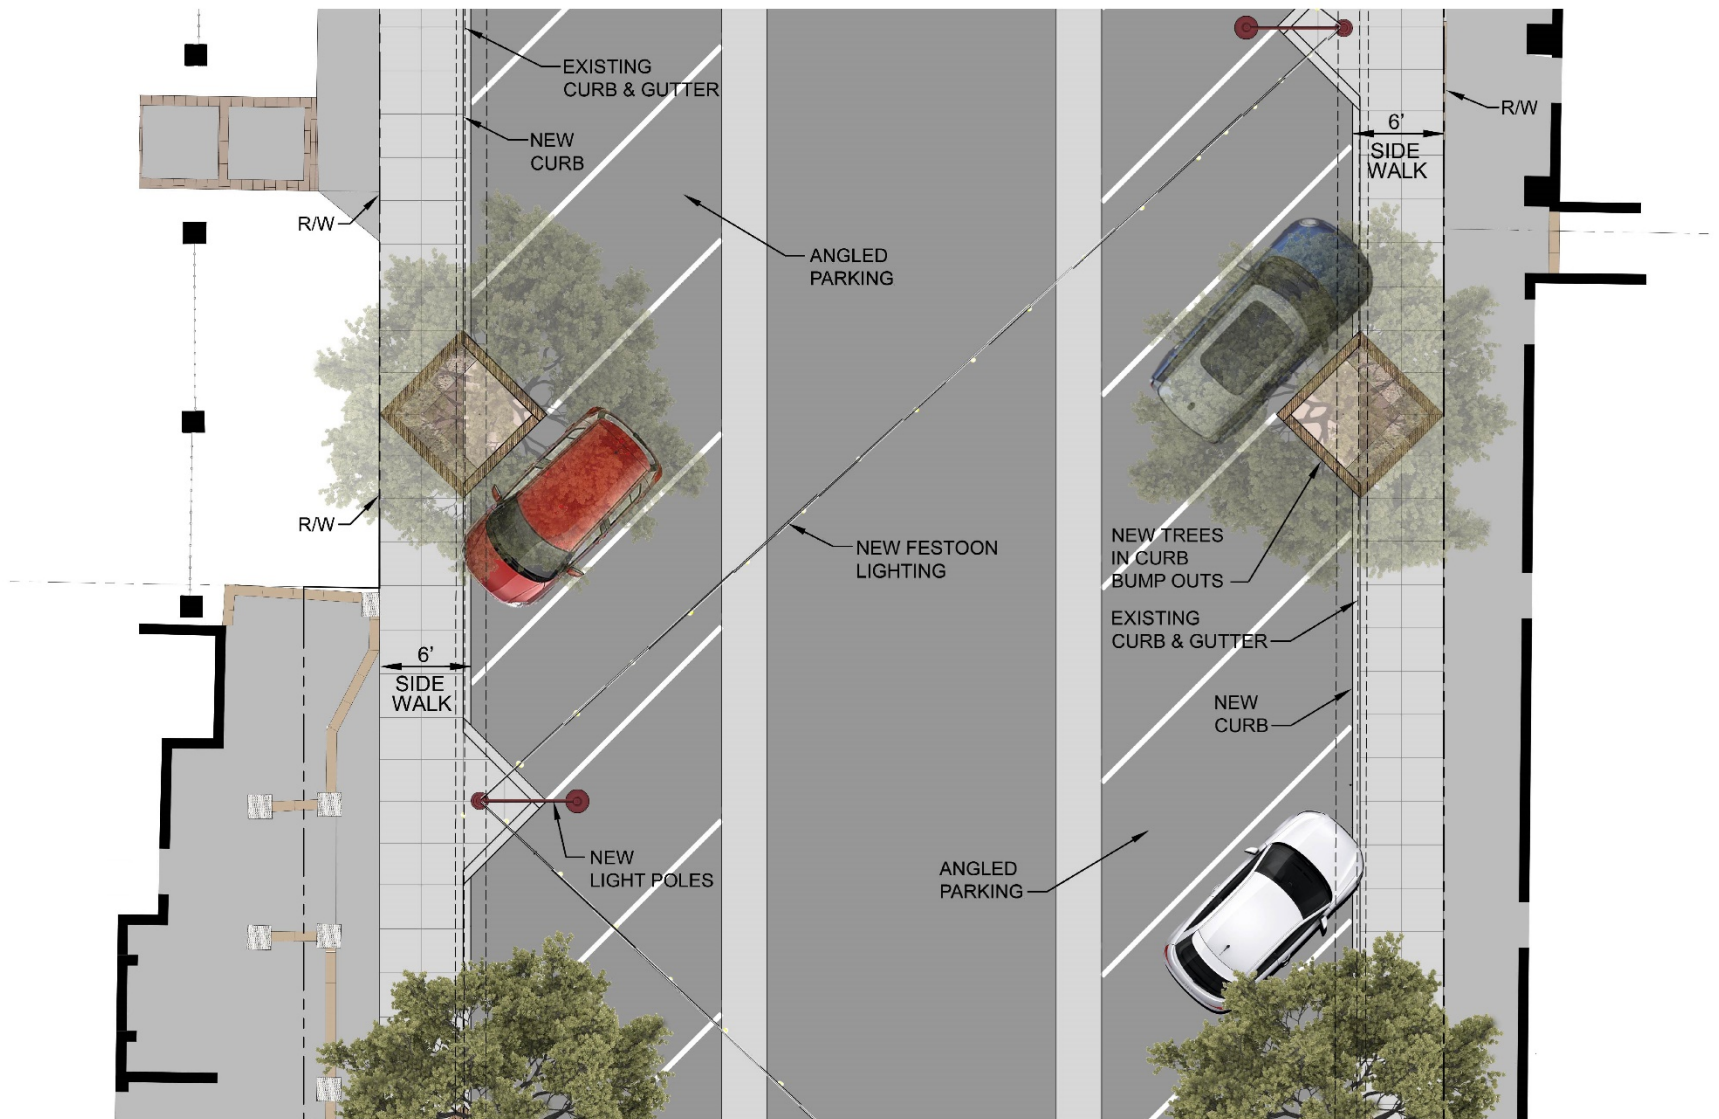 EXISTING
CURB & GUTTER
NEW
CURB
R/W
ANGLED
PARKING
R/W
6'
SIDE
WALK
R/W
NEW FESTOON
LIGHTING
NEW TREES
IN CURB
BUMP OUTS
EXISTING
CURB & GUTTER
6'
SIDE
WALK
NEW
CURB
NEW
LIGHT POLES
ANGLED
PARKING